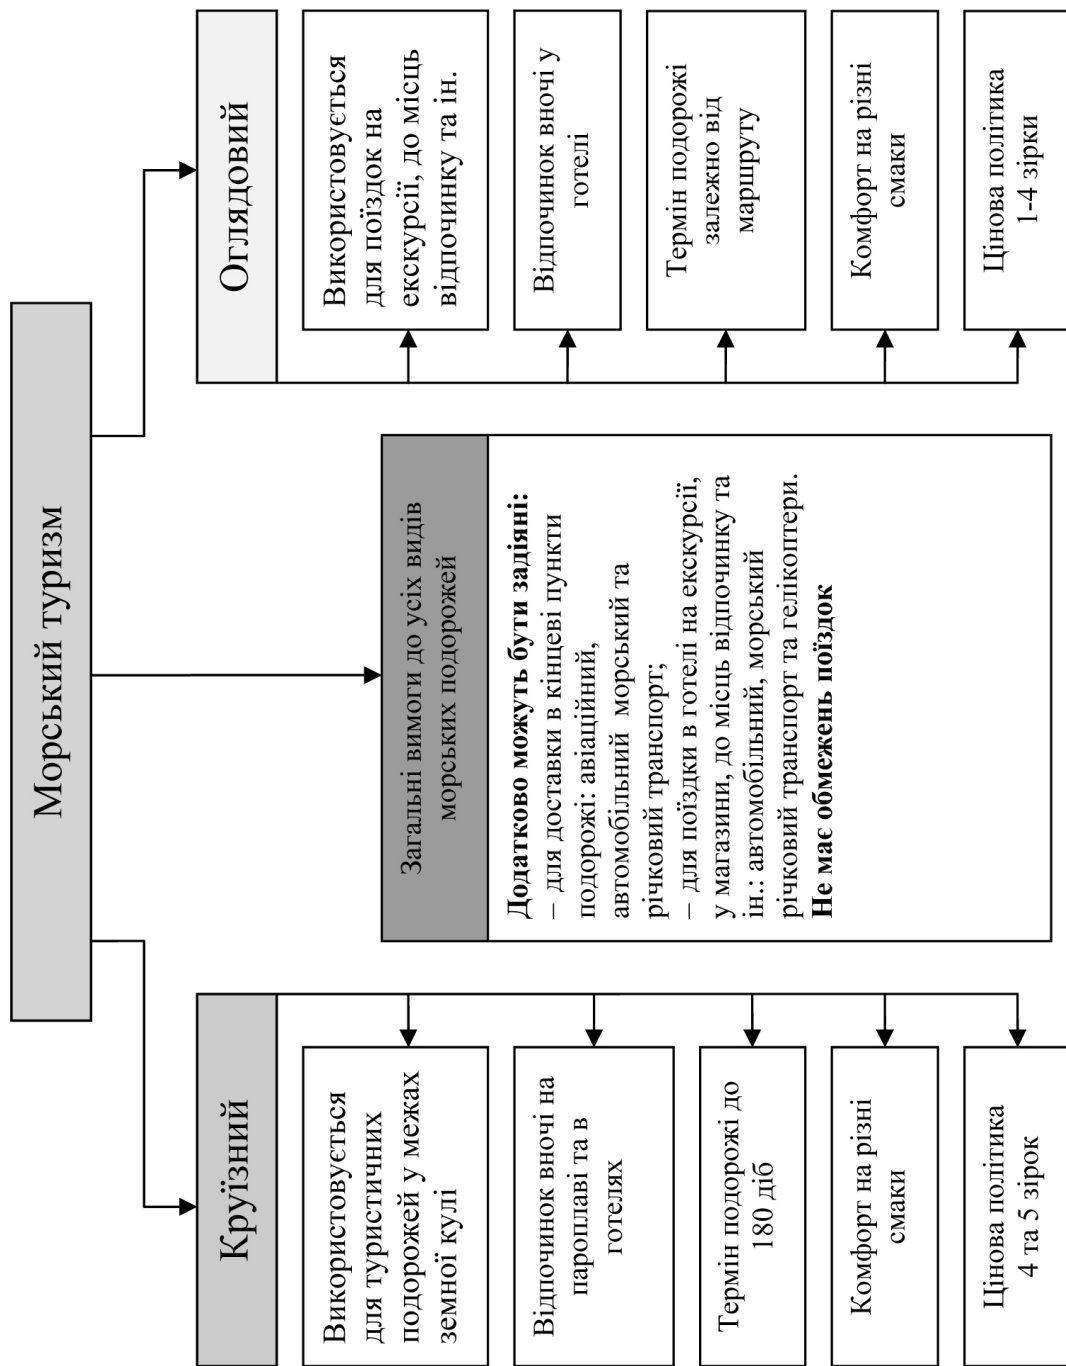 Морський туризм
Круїзний
Використовується
для туристичних
подорожей у межах
земної кулі
Відпочинок вночі на
пароплаві та в
готелях
Термін подорожі до
180 діб
Комфорт на різні
смаки
Цінова політика
4 та 5 зірок
Загальні вимоги до усіх видів
морських подорожей
Додатково можуть бути задіяні:
– для доставки в кінцеві пункти
подорожі: авіаційний,
автомобільний морський та
річковий транспорт;
– для поїздки в готелі на екскурсії,
у магазини, до місць відпочинку та
ін.: автомобільний, морський
річковий транспорт та гелікоптери.
Не має обмежень поїздок
Оглядовий
Використовується
для поїздок на
екскурсії, до місць
відпочинку та ін.
Відпочинок вночі у
готелі
Термін подорожі
залежно від
маршруту
Комфорт на різні
смаки
Цінова політика
1-4 зірки